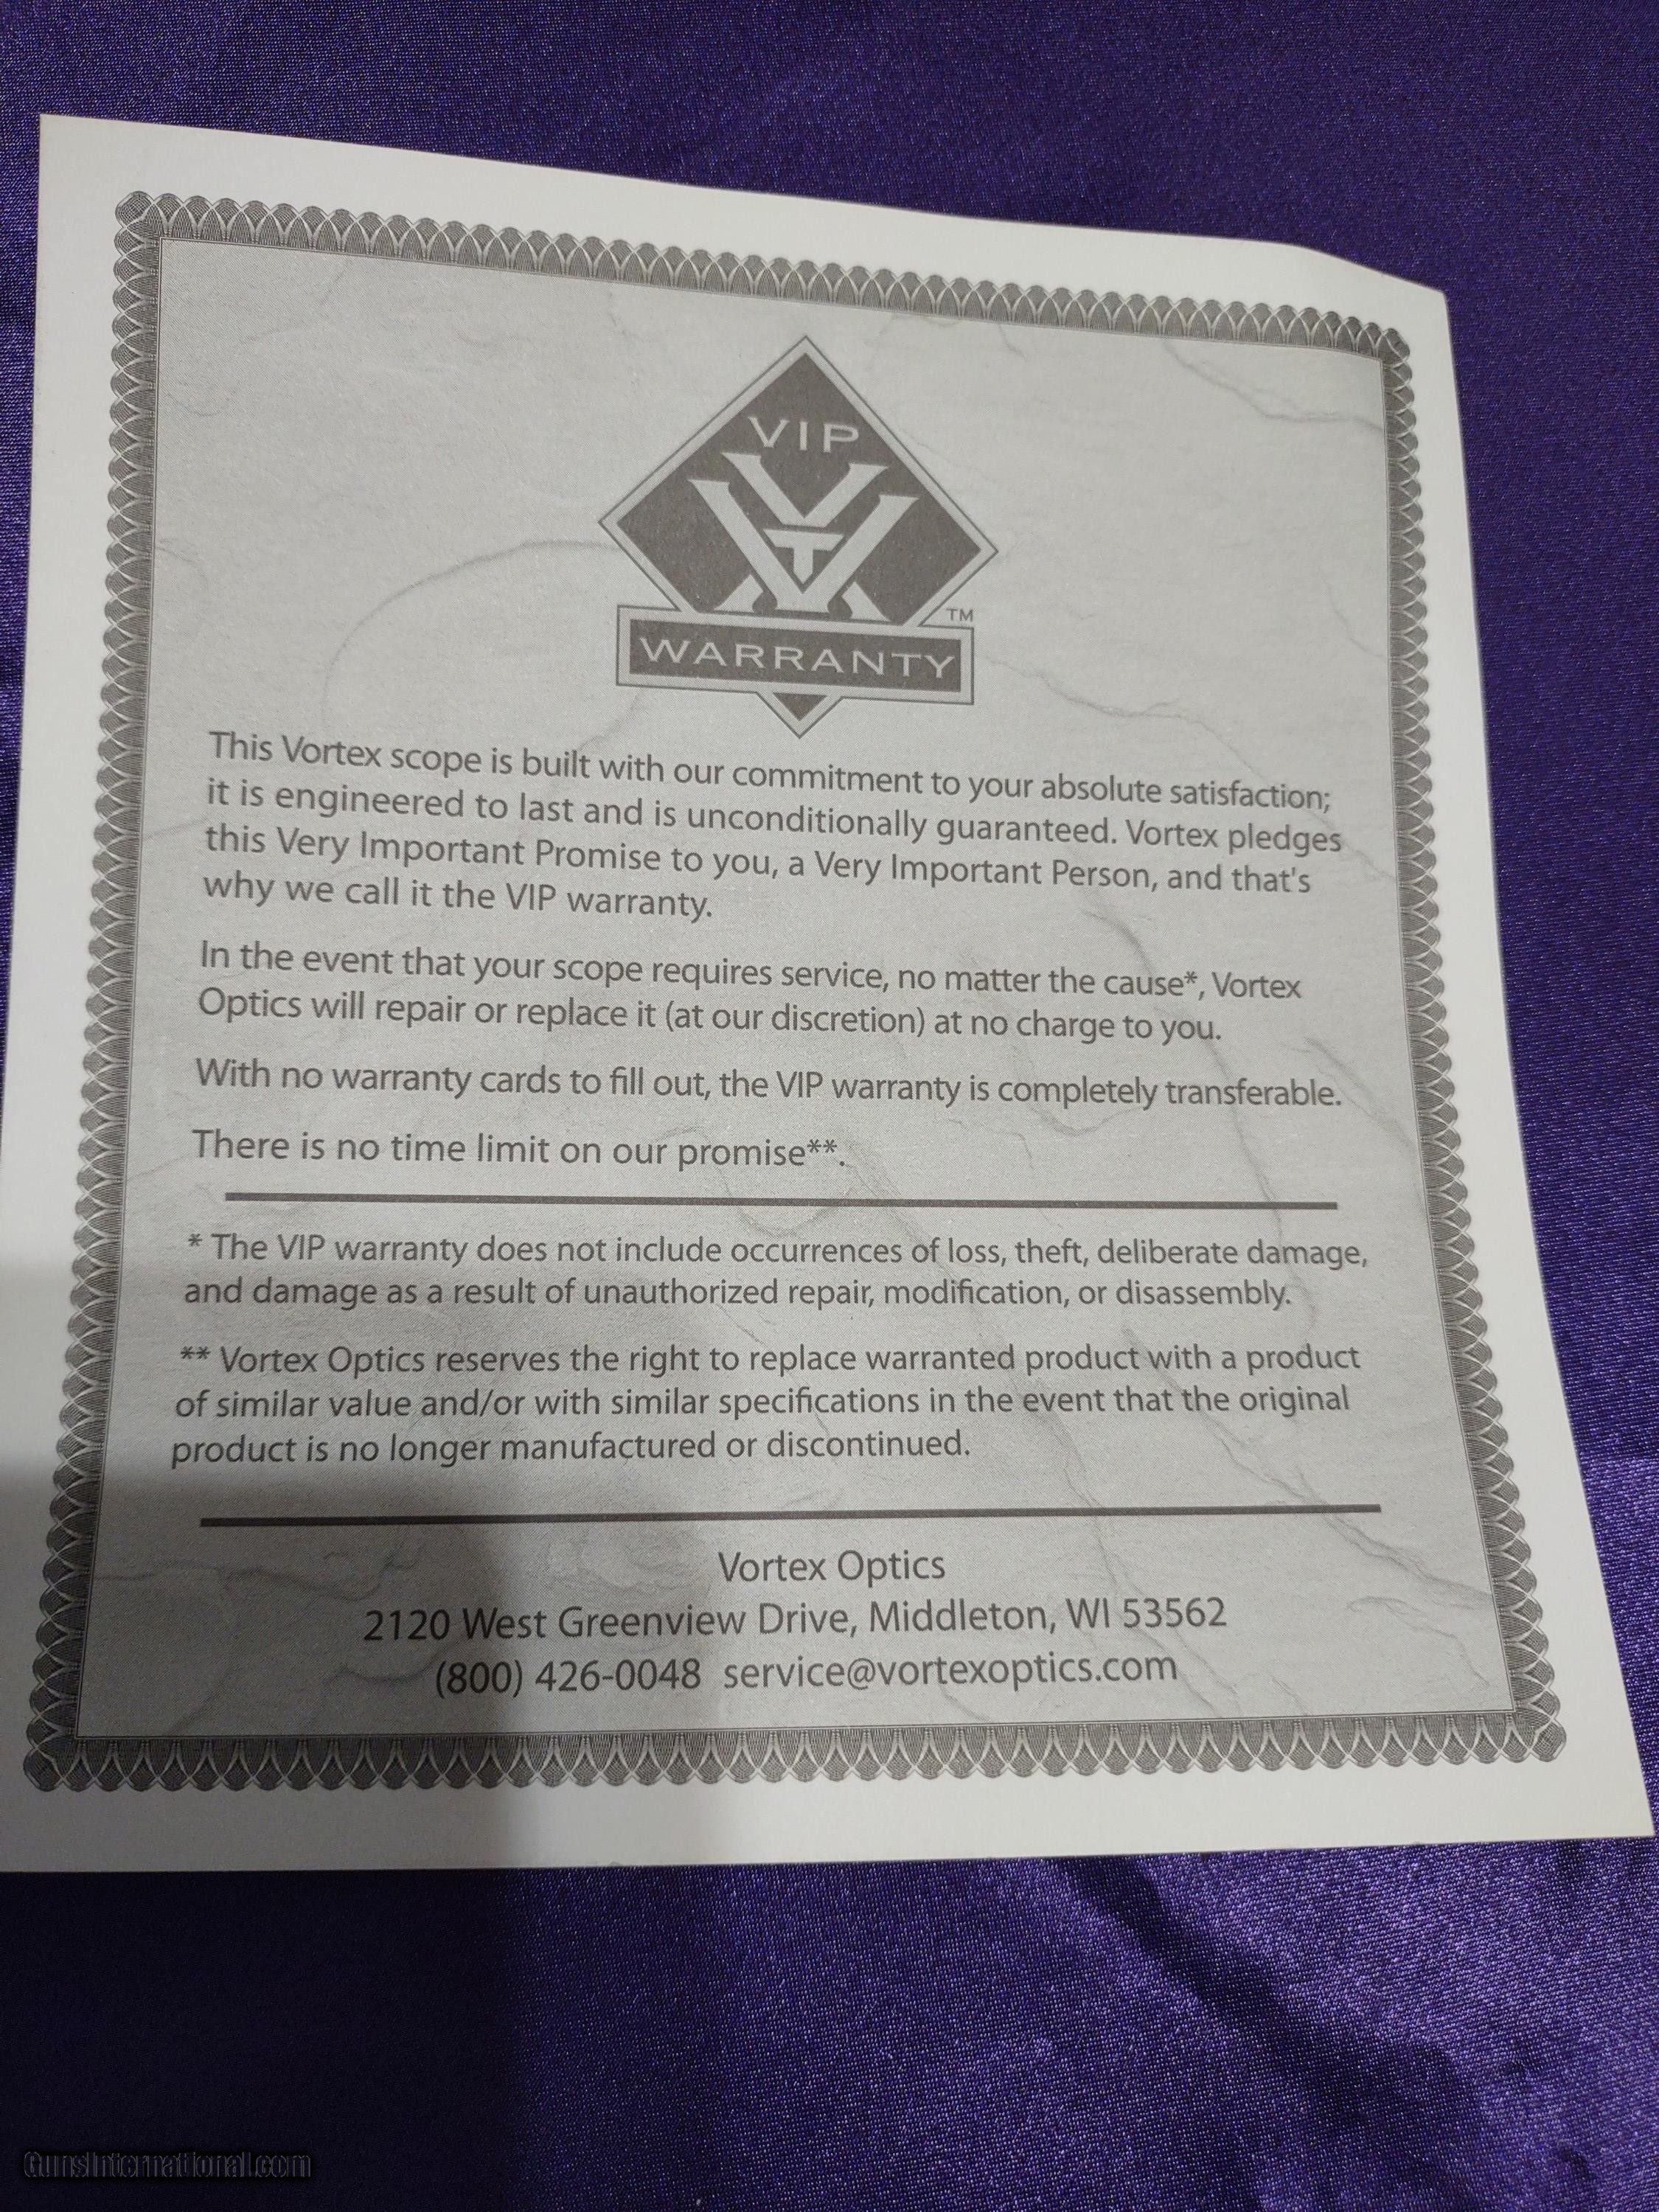 VIP
VT
WARRANTY
TM
This Vortex scope is built with our commitment to your absolute satisfaction;
it is engineered to last and is unconditionally guaranteed. Vortex pledges
this Very Important Promise to you, a Very Important Person, and that's
why we call it the VIP warranty.
In the event that your scope requires service, no matter the cause*, Vortex
Optics will repair or replace it (at our discretion) at no charge to you.
With no warranty cards to fill out, the VIP warranty is completely transferable.
There is no time limit on our promise**.
* The VIP warranty does not include occurrences of loss, theft, deliberate damage,
and damage as a result of unauthorized repair, modification, or disassembly.
** Vortex Optics reserves the right to replace warranted product with a product
of similar value and/or with similar specifications in the event that the original
product is no longer manufactured or discontinued.
Vortex Optics
2120 West Greenview Drive, Middleton, WI 53562
(800) 426-0048 service@vortexoptics.com
GunsInternational.com